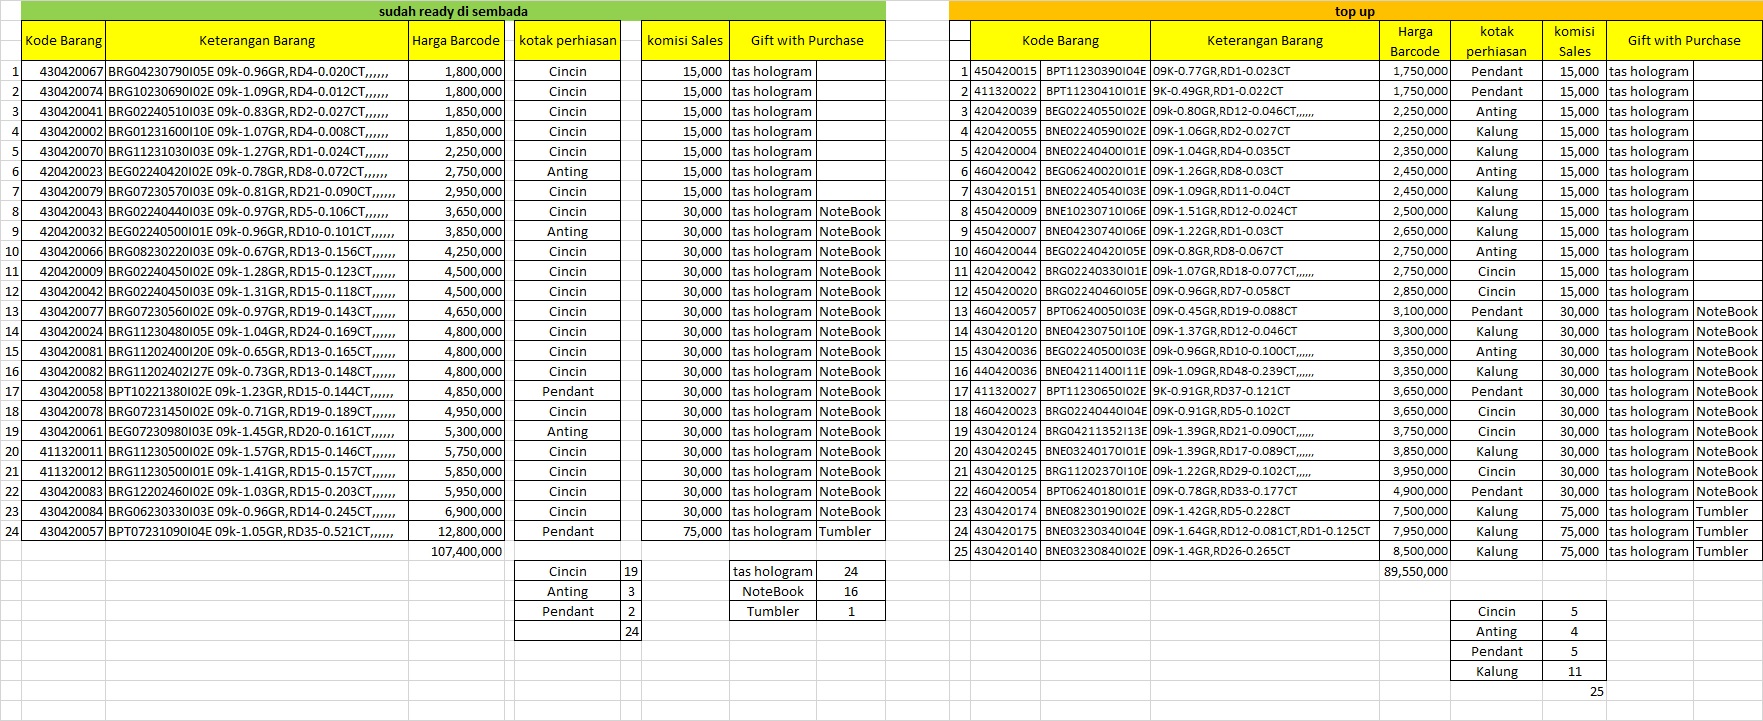 sudah ready di sembada
Kode Barang Keterangan Barang Harga Barcode kotak perhiasan komisi Sales Gift with Purchase
1 430420067 BRG04230790I05E 09k-0.96GR,RD4-0.020CT,,,,,, 1,800,000 Cincin 15,000 tas hologram
2 430420074 BRG10230690I02E 09k-1.09GR,RD4-0.012CT,,,,,, 1,800,000 Cincin 15,000 tas hologram
3 430420041 BRG02240510I03E 09k-0.83GR,RD2-0.027CT,,,,,, 1,850,000 Cincin 15,000 tas hologram
4 430420002 BRG01231600I10E 09k-1.07GR,RD4-0.008CT,,,,,, 1,850,000 Cincin 15,000 tas hologram
5 430420070 BRG11231030I03E 09k-1.27GR,RD1-0.024CT,,,,,, 2,250,000 Cincin 15,000 tas hologram
6 420420023 BEG02240420I02E 09k-0.78GR,RD8-0.072CT,,,,,, 2,750,000 Anting 15,000 tas hologram
7 430420079 BRG07230570I03E 09k-0.81GR,RD21-0.090CT,,,,,, 2,950,000 Cincin 15,000 tas hologram
8 430420043 BRG02240440I03E 09k-0.97GR,RD5-0.106CT,,,,,, 3,650,000 Cincin 30,000 tas hologram NoteBook
9 420420032 BEG02240500I01E 09k-0.96GR,RD10-0.101CT,,,,,, 3,850,000 Anting 30,000 tas hologram NoteBook
10 430420066 BRG08230220I03E 09k-0.67GR,RD13-0.156CT,,,,,, 4,250,000 Cincin 30,000 tas hologram NoteBook
11 420420009 BRG02240450I02E 09k-1.28GR,RD15-0.123CT,,,,,, 4,500,000 Cincin 30,000 tas hologram NoteBook
12 430420042 BRG02240450I03E 09k-1.31GR,RD15-0.118CT,,,,,, 4,500,000 Cincin 30,000 tas hologram NoteBook
13 430420077 BRG07230560I02E 09k-0.97GR,RD19-0.143CT,,,,,, 4,650,000 Cincin 30,000 tas hologram NoteBook
14 430420024 BRG11230480I05E 09k-1.04GR,RD24-0.169CT,,,,,, 4,800,000 Cincin 30,000 tas hologram NoteBook
15 430420081 BRG11202400I20E 09k-0.65GR,RD13-0.165CT,,,,,, 4,800,000 Cincin 30,000 tas hologram NoteBook
16 430420082 BRG11202402I27E 09k-0.73GR,RD13-0.148CT,,,,,, 4,800,000 Cincin 30,000 tas hologram NoteBook
17 430420058 BPT10221380I02E 09k-1.23GR,RD15-0.144CT,,,,,, 4,850,000 Pendant 30,000 tas hologram NoteBook
18 430420078 BRG07231450I02E 09k-0.71GR,RD19-0.189CT,,,,,, 4,950,000 Cincin 30,000 tas hologram NoteBook
19 430420061 BEG07230980I03E 09k-1.45GR,RD20-0.161CT,,,,,, 5,300,000 Anting 30,000 tas hologram NoteBook
20 411320011 BRG11230500I02E 09k-1.57GR,RD15-0.146CT,,,,,, 5,750,000 Cincin 30,000 tas hologram NoteBook
21 411320012 BRG11230500I01E 09k-1.41GR,RD15-0.157CT,,,,,, 5,850,000 Cincin 30,000 tas hologram NoteBook
22 430420083 BRG12202460I02E 09k-1.03GR,RD15-0.203CT,,,,,, 5,950,000 Cincin 30,000 tas hologram NoteBook
23 430420084 BRG06230330I03E 09k-0.96GR,RD14-0.245CT,,,,,, 6,900,000 Cincin 30,000 tas hologram NoteBook
24 430420057 BPT07231090I04E 09k-1.05GR,RD35-0.521CT,,,,,, 12,800,000 Pendant 75,000 tas hologram Tumbler
107,400,000
Cincin 19 tas hologram 24
Anting 3 NoteBook 16
Pendant 2 Tumbler 1
24
top up
Kode Barang Keterangan Barang Harga Barcode kotak perhiasan komisi Sales Gift with Purchase
1 450420015 BPT11230390I04E 09K-0.77GR,RD1-0.023CT 1,750,000 Pendant 15,000 tas hologram
2 411320022 BPT11230410I01E 9K-0.49GR,RD1-0.022CT 1,750,000 Pendant 15,000 tas hologram
3 420420039 BEG02240550I02E 09k-0.80GR,RD12-0.046CT,,,,,, 2,250,000 Anting 15,000 tas hologram
4 420420055 BNE02240590I02E 09K-1.06GR,RD2-0.027CT 2,250,000 Kalung 15,000 tas hologram
5 420420004 BNE02240400I01E 09K-1.04GR,RD4-0.035CT 2,350,000 Kalung 15,000 tas hologram
6 460420042 BEG06240020I01E 09K-1.26GR,RD8-0.03CT 2,450,000 Anting 15,000 tas hologram
7 430420151 BNE02240540I03E 09K-1.09GR,RD11-0.04CT 2,450,000 Kalung 15,000 tas hologram
8 450420009 BNE10230710I06E 09K-1.51GR,RD12-0.024CT 2,500,000 Kalung 15,000 tas hologram
9 450420007 BNE04230740I06E 09K-1.22GR,RD1-0.03CT 2,650,000 Kalung 15,000 tas hologram
10 460420044 BEG02240420I05E 09K-0.8GR,RD8-0.067CT 2,750,000 Anting 15,000 tas hologram
11 420420042 BRG02240330I01E 09k-1.07GR,RD18-0.077CT,,,,,, 2,750,000 Cincin 15,000 tas hologram
12 450420020 BRG02240460I05E 09K-0.96GR,RD7-0.058CT 2,850,000 Cincin 15,000 tas hologram
13 460420057 BPT06240050I03E 09K-0.45GR,RD19-0.088CT 3,100,000 Pendant 30,000 tas hologram NoteBook
14 430420120 BNE04230750I10E 09K-1.37GR,RD12-0.046CT 3,300,000 Kalung 30,000 tas hologram NoteBook
15 430420036 BEG02240500I03E 09k-0.96GR,RD10-0.100CT,,,,,, 3,350,000 Anting 30,000 tas hologram NoteBook
16 440420036 BNE04211400I11E 09k-1.09GR,RD48-0.239CT,,,,,, 3,350,000 Kalung 30,000 tas hologram NoteBook
17 411320027 BPT11230650I02E 9K-0.91GR,RD37-0.121CT 3,650,000 Pendant 30,000 tas hologram NoteBook
18 460420023 BRG02240440I04E 09K-0.91GR,RD5-0.102CT 3,650,000 Cincin 30,000 tas hologram NoteBook
19 430420124 BRG04211352I13E 09k-1.39GR,RD21-0.090CT,,,,,, 3,750,000 Cincin 30,000 tas hologram NoteBook
20 430420245 BNE03240170I01E 09k-1.39GR,RD17-0.089CT,,,,,, 3,850,000 Kalung 30,000 tas hologram NoteBook
21 430420125 BRG11202370I10E 09k-1.22GR,RD29-0.102CT,,,,, 3,950,000 Cincin 30,000 tas hologram NoteBook
22 460420054 BPT06240180I01E 09K-0.78GR,RD33-0.177CT 4,900,000 Pendant 30,000 tas hologram NoteBook
23 430420174 BNE08230190I02E 09K-1.42GR,RD5-0.228CT 7,500,000 Kalung 75,000 tas hologram Tumbler
24 430420175 BNE03230340I04E 09K-1.64GR,RD12-0.081CT,RD1-0.125CT 7,950,000 Kalung 75,000 tas hologram Tumbler
25 430420140 BNE03230840I02E 09K-1.4GR,RD26-0.265CT 8,500,000 Kalung 75,000 tas hologram Tumbler
89,550,000
Cincin 5
Anting 4
Pendant 5
Kalung 11
25